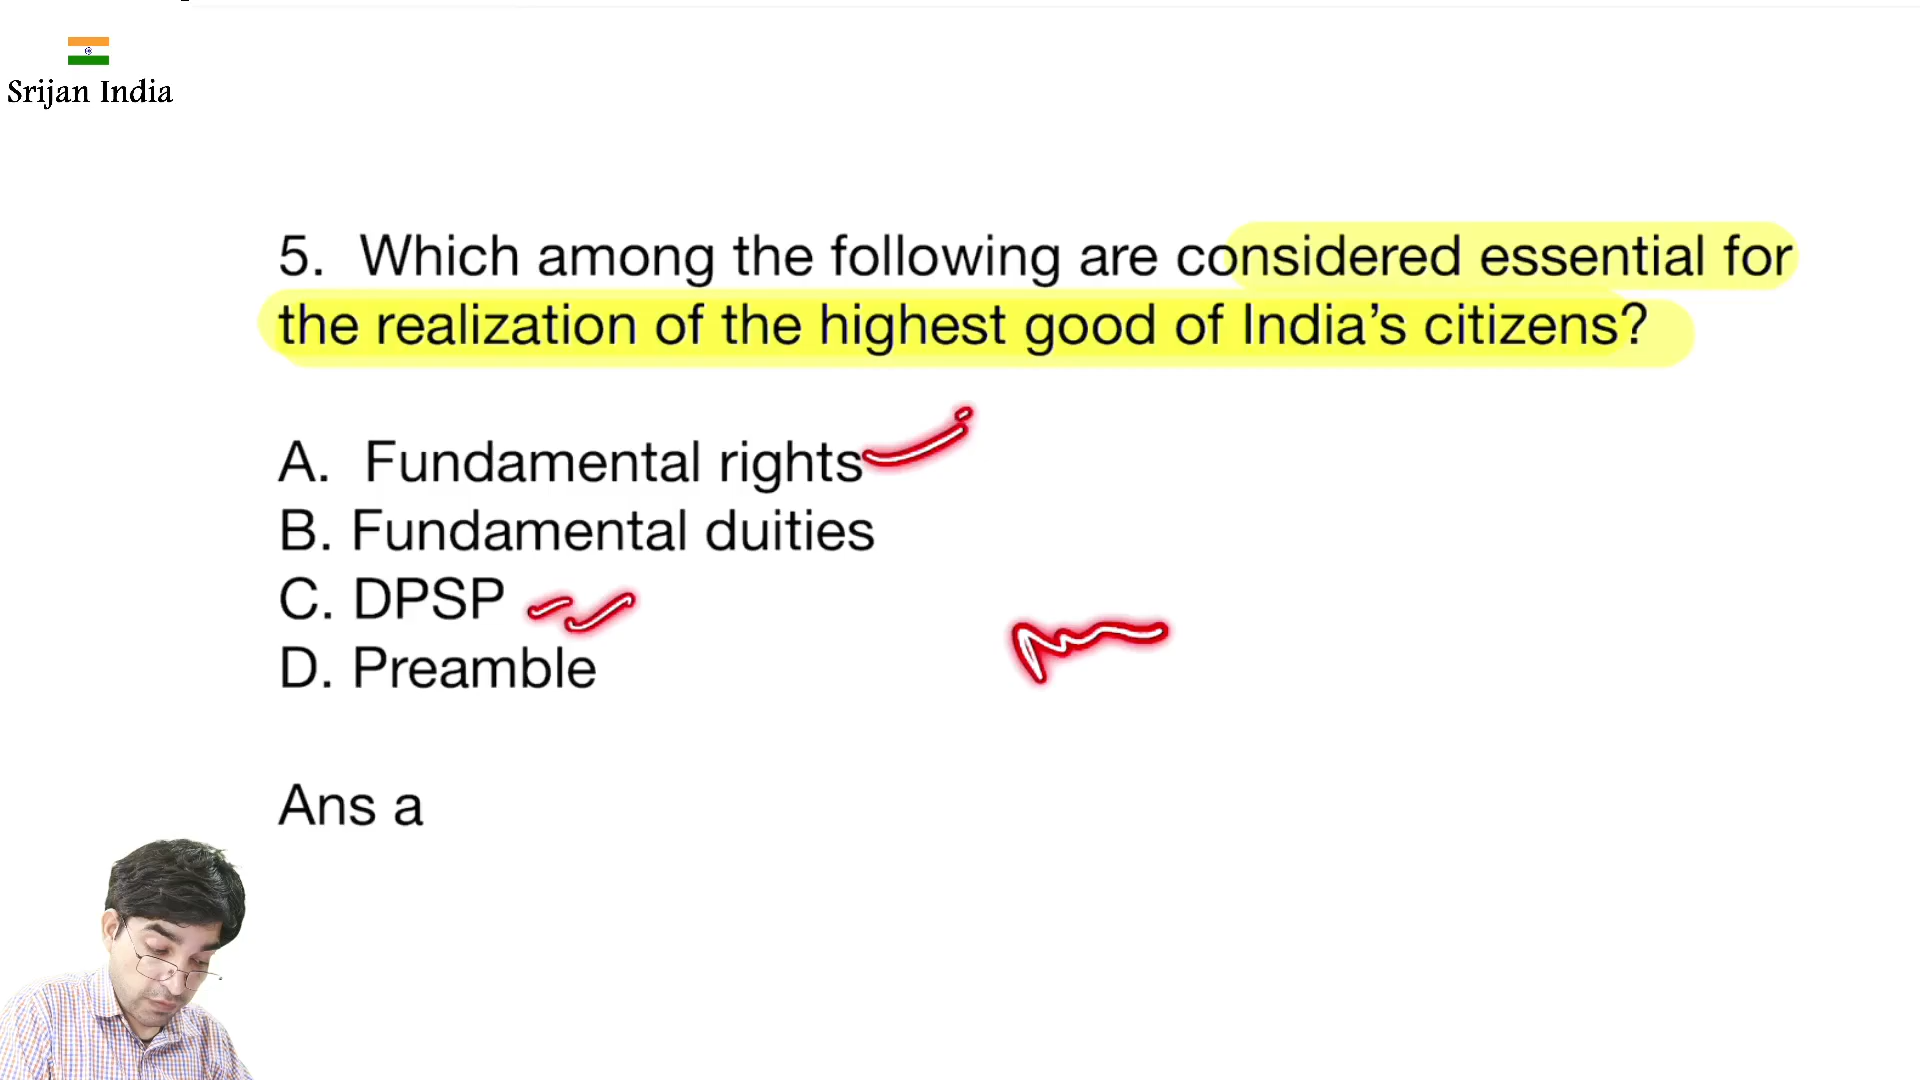 Srijan India
5. Which among the following are considered essential for
the realization of the highest good of India's citizens?
A. Fundamental rights
B. Fundamental duities
C. DPSP
D. Preamble
Ans a